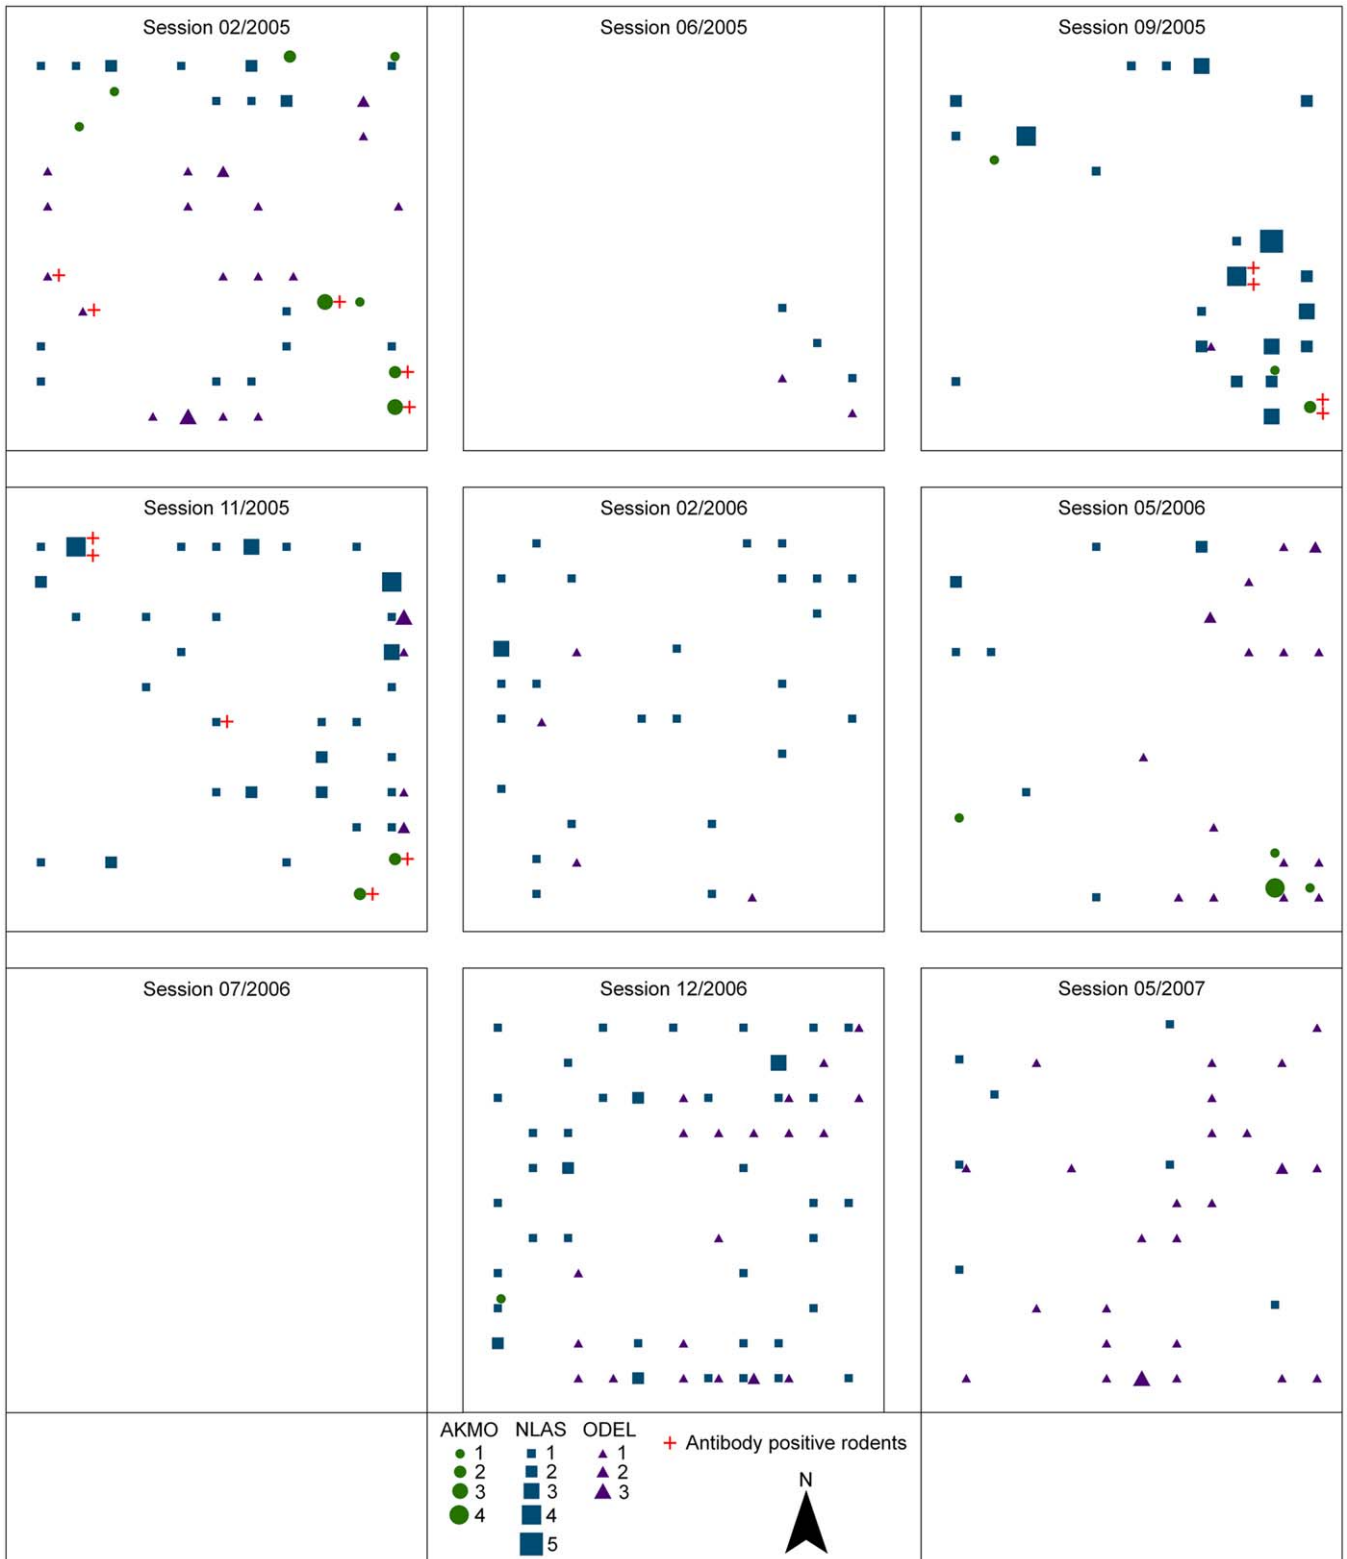 Session 02/2005
Session 06/2005
Session 09/2005
Session 11/2005
Session 02/2006
Session 05/2006
Session 07/2006
Session 12/2006
Session 05/2007
AKMO NLAS ODEL
1 1 1
2 2 2
3 3 3
4 4
5
Antibody positive rodents
N